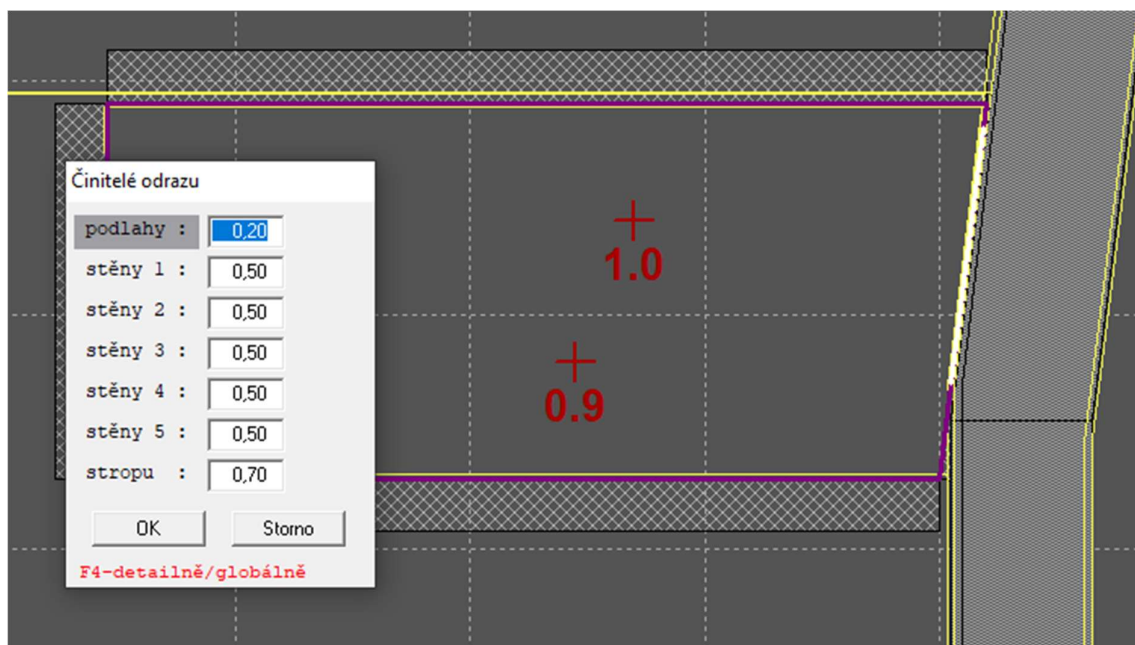 Činitelé odrazu
podlahy : 0,20
stěny 1 : 0,50
stěny 2 : 0,50
stěny 3 : 0,50
stěny 4 : 0,50
stěny 5 : 0,50
stropu : 0,70
OK Storno
F4-detailně/globálně
1.0
0.9